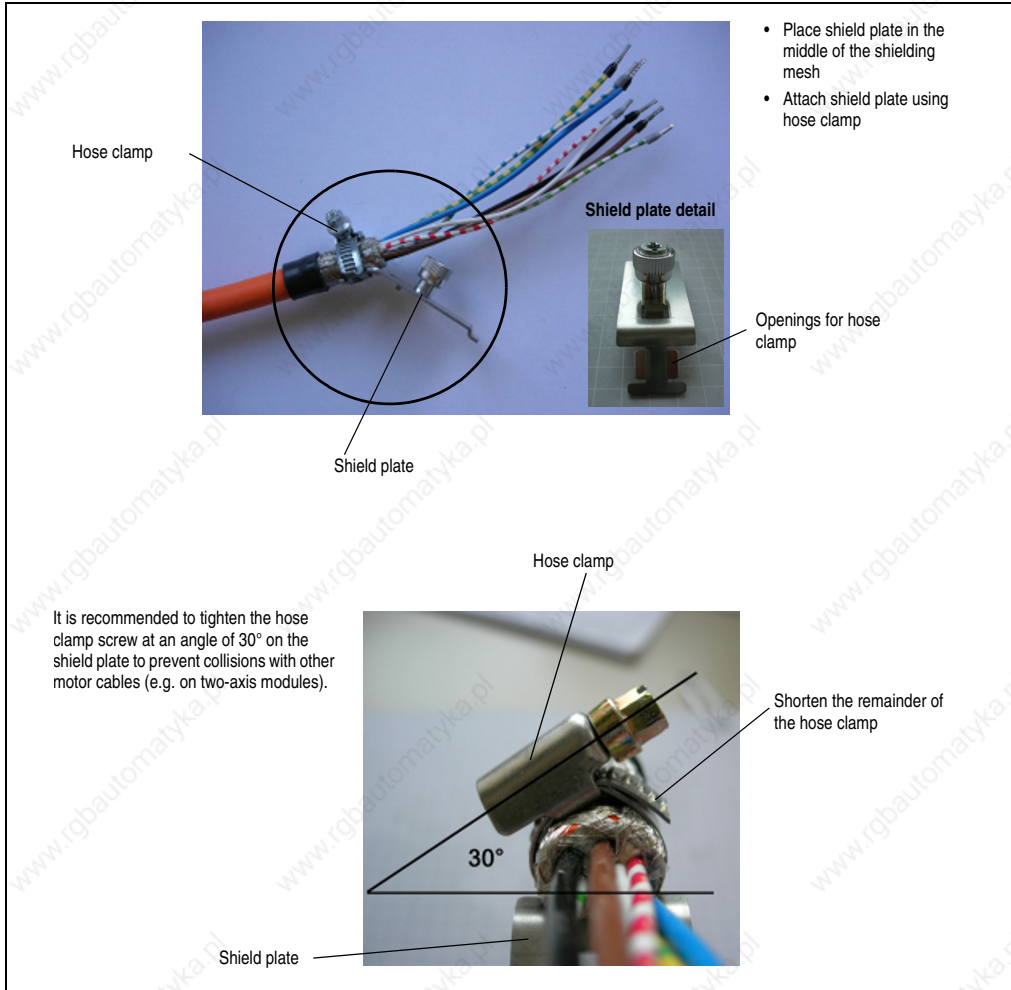 • Place shield plate in the
middle of the shielding
mesh
• Attach shield plate using
hose clamp
Hose clamp
Shield plate detail
Openings for hose
clamp
Shield plate
Hose clamp
It is recommended to tighten the hose
clamp screw at an angle of 30° on the
shield plate to prevent collisions with other
motor cables (e.g. on two-axis modules).
Shorten the remainder of
the hose clamp
30°
Shield plate
www.rgbautomatyka.pl